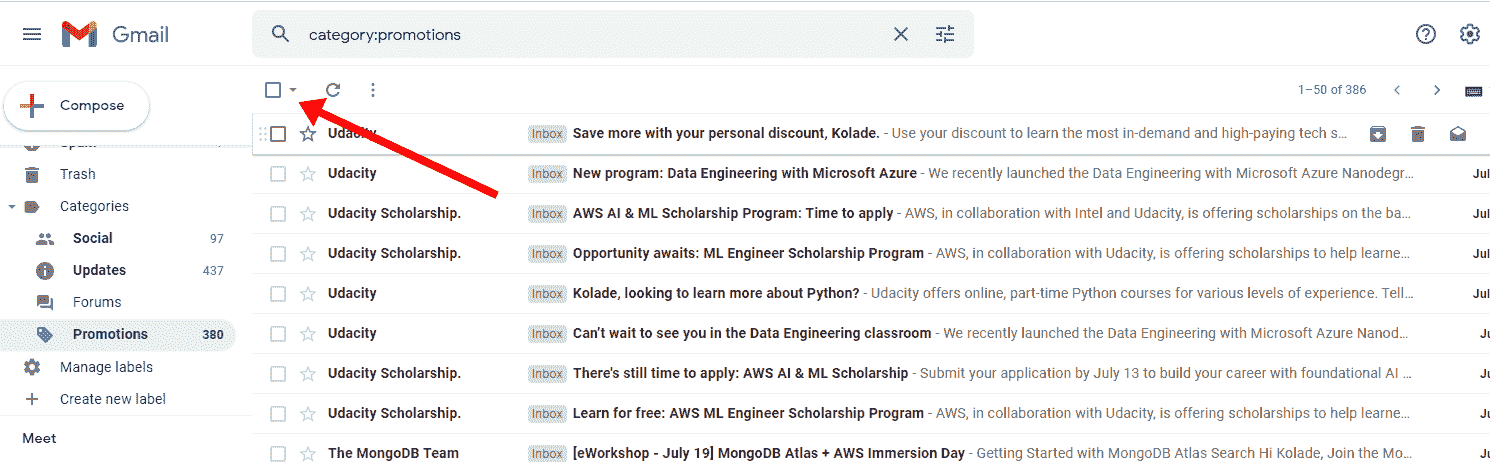 Gmail
category:promotions
Compose
1–50 of 386
Spam
Trash
Categories
Social 97
Updates 437
Forums
Promotions 380
Manage labels
Create new label
Meet
Udacity Inbox Save more with your personal discount, Kolade. - Use your discount to learn the most in-demand and high-paying tech s...
Udacity Inbox New program: Data Engineering with Microsoft Azure - We recently launched the Data Engineering with Microsoft Azure Nanodegr... Jul
Udacity Scholarship. Inbox AWS AI & ML Scholarship Program: Time to apply - AWS, in collaboration with Intel and Udacity, is offering scholarships on the ba... Jul
Udacity Scholarship. Inbox Opportunity awaits: ML Engineer Scholarship Program - AWS, in collaboration with Udacity, is offering scholarships to help learne... Jul
Udacity Inbox Kolade, looking to learn more about Python? - Udacity offers online, part-time Python courses for various levels of experience. Tell... Jul
Udacity Inbox Can't wait to see you in the Data Engineering classroom - We recently launched the Data Engineering with Microsoft Azure Nanod... Ju
Udacity Scholarship. Inbox There's still time to apply: AWS AI & ML Scholarship - Submit your application by July 13 to build your career with foundational AI ... Ju
Udacity Scholarship. Inbox Learn for free: AWS ML Engineer Scholarship Program - AWS, in collaboration with Udacity, is offering scholarships to help learne... Ju
The MongoDB Team Inbox [eWorkshop - July 19] MongoDB Atlas + AWS Immersion Day - Getting Started with MongoDB Atlas Search Hi Kolade, Join the Mo... Ju